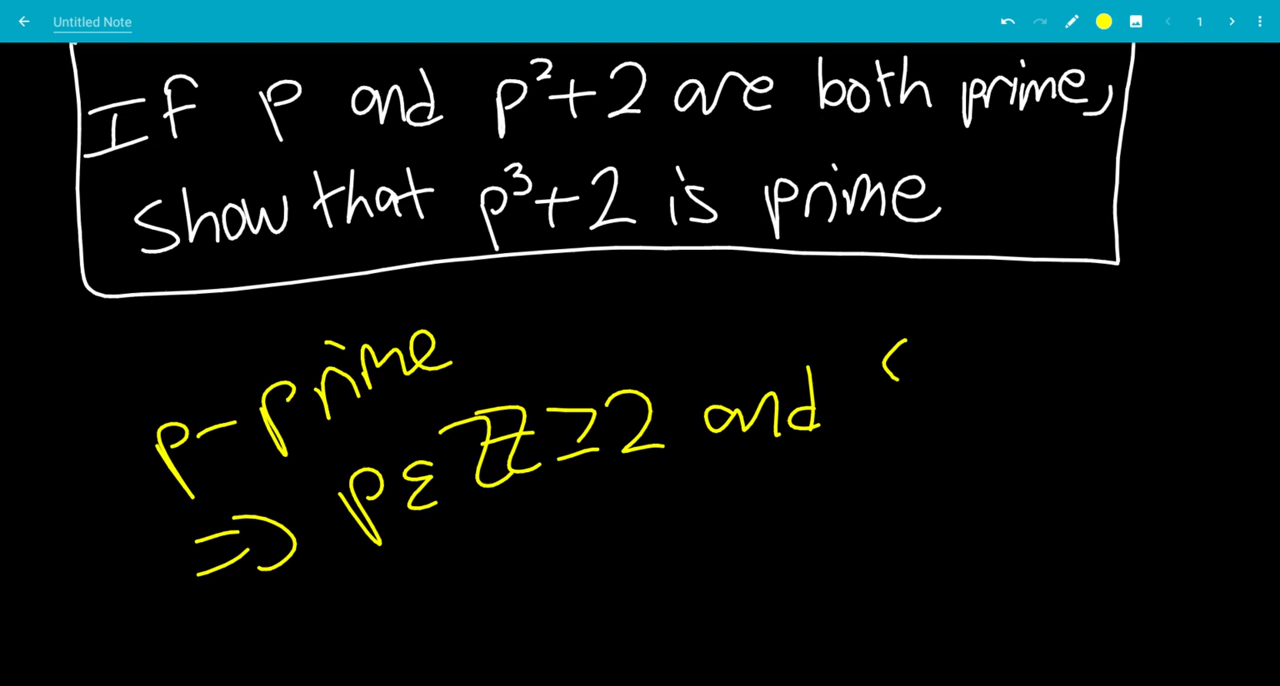 Untitled Note
1
If p and p²+2 are both prime,
show that p³+2 is prime
p-prime
⇒ p ε ℤ≥2 and (